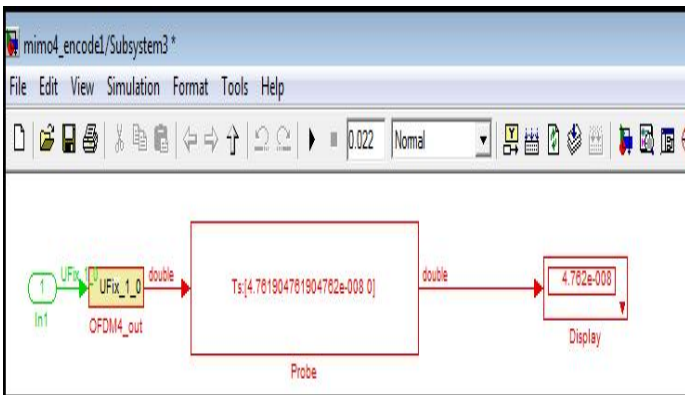 mimo4_encode1/Subsystem3 *
File Edit View Simulation Format Tools Help
0.022 Normal
UFix_1_0 double double
1 UFix_1_0 Ts:[4.761904761904762e-008 0] 4.762e-008
In1 OFDM4_out Probe Display